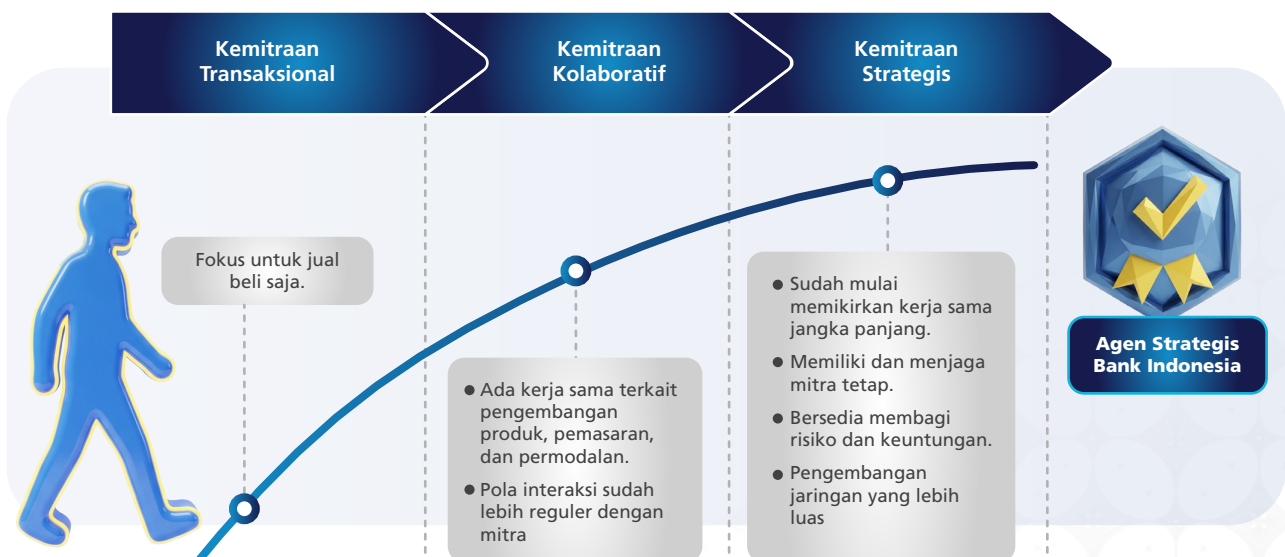 Kemitraan
Transaksional
Kemitraan
Kolaboratif
Kemitraan
Strategis
Fokus untuk jual
beli saja.
● Ada kerja sama terkait
pengembangan
produk, pemasaran,
dan permodalan.
● Pola interaksi sudah
lebih reguler dengan
mitra
● Sudah mulai
memikirkan kerja sama
jangka panjang.
● Memiliki dan menjaga
mitra tetap.
● Bersedia membagi
risiko dan keuntungan.
● Pengembangan
jaringan yang lebih
luas
Agen Strategis
Bank Indonesia